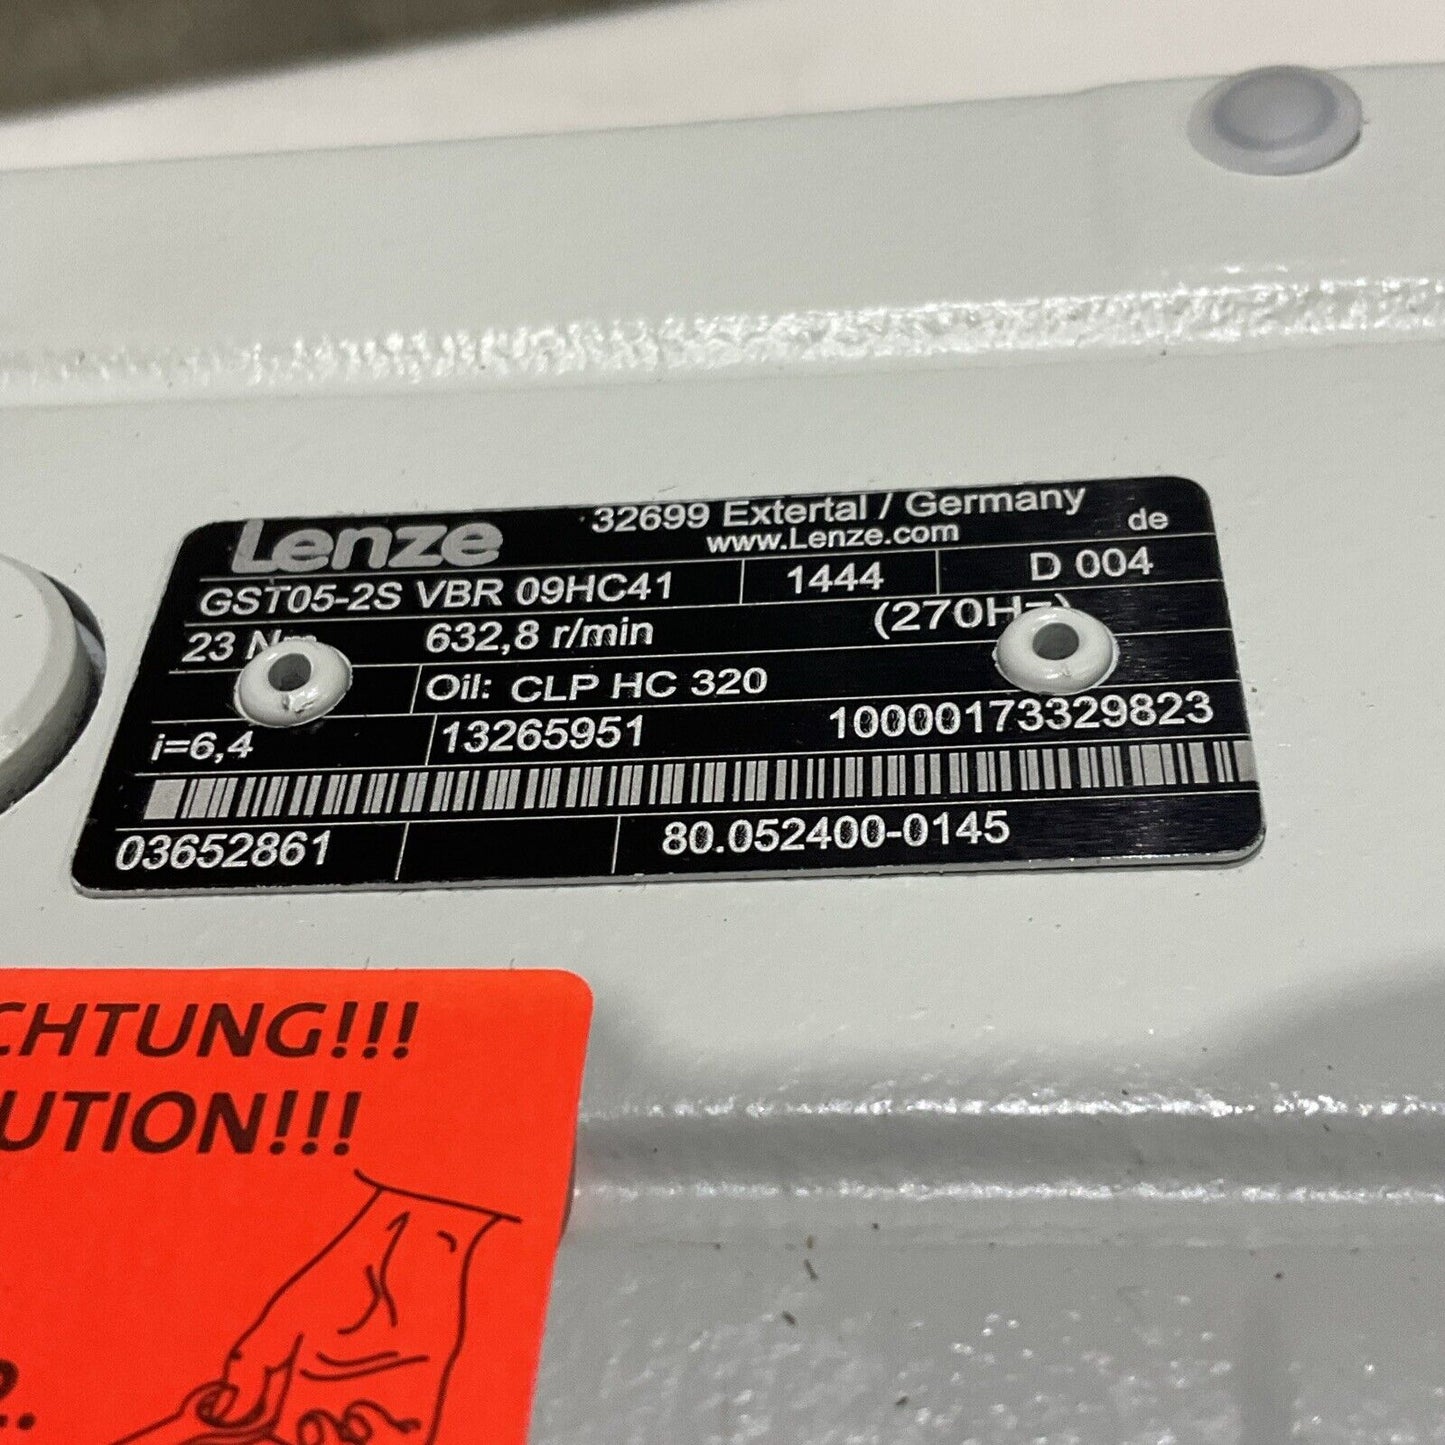 Lenze 32699 Extertal / Germany de
www.Lenze.com
GST05-2S VBR 09HC41 1444 D 004
23 632,8 r/min
Oil: CLP HC 320
i=6,4 13265951 10000173329823
03652861 80.052400-0145
CHTUNG!!!
UTION!!!